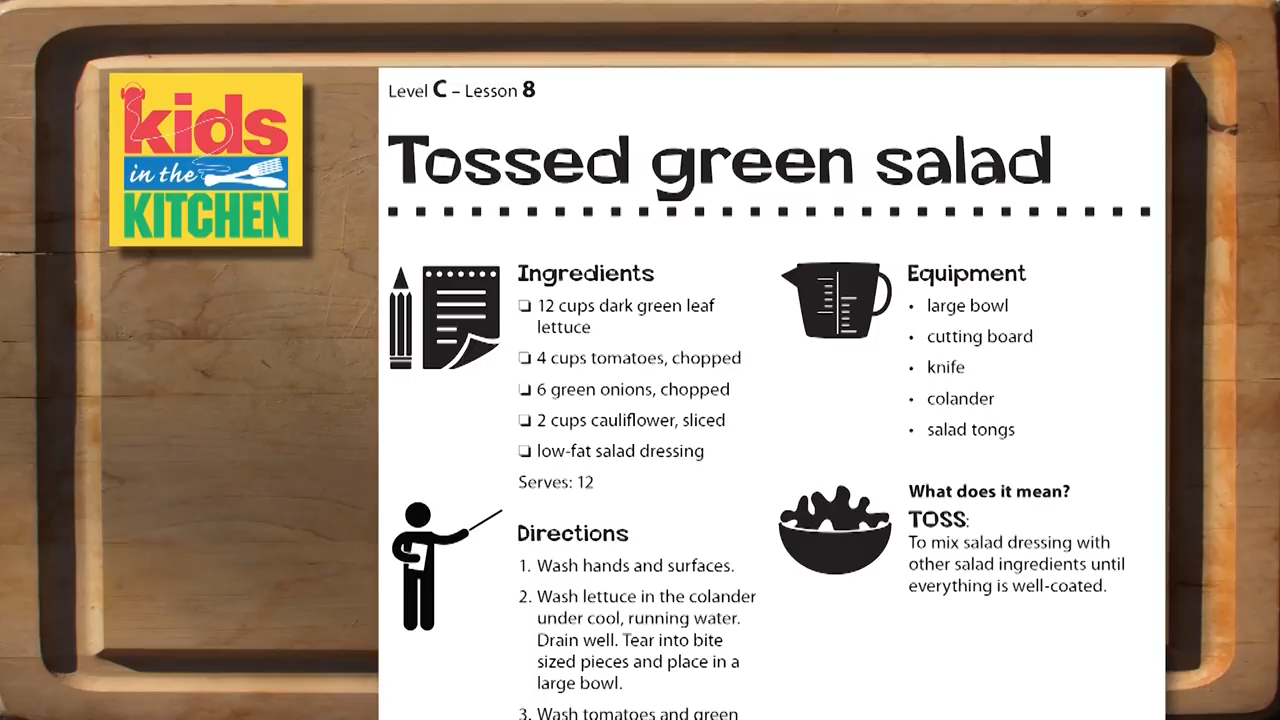 kids
in the
KITCHEN
Level C – Lesson 8
Tossed green salad
Ingredients
❏ 12 cups dark green leaf
lettuce
❏ 4 cups tomatoes, chopped
❏ 6 green onions, chopped
❏ 2 cups cauliflower, sliced
❏ low-fat salad dressing
Serves: 12
Directions
1. Wash hands and surfaces.
2. Wash lettuce in the colander
under cool, running water.
Drain well. Tear into bite
sized pieces and place in a
large bowl.
3. Wash tomatoes and green
Equipment
• large bowl
• cutting board
• knife
• colander
• salad tongs
What does it mean?
TOSS:
To mix salad dressing with
other salad ingredients until
everything is well-coated.